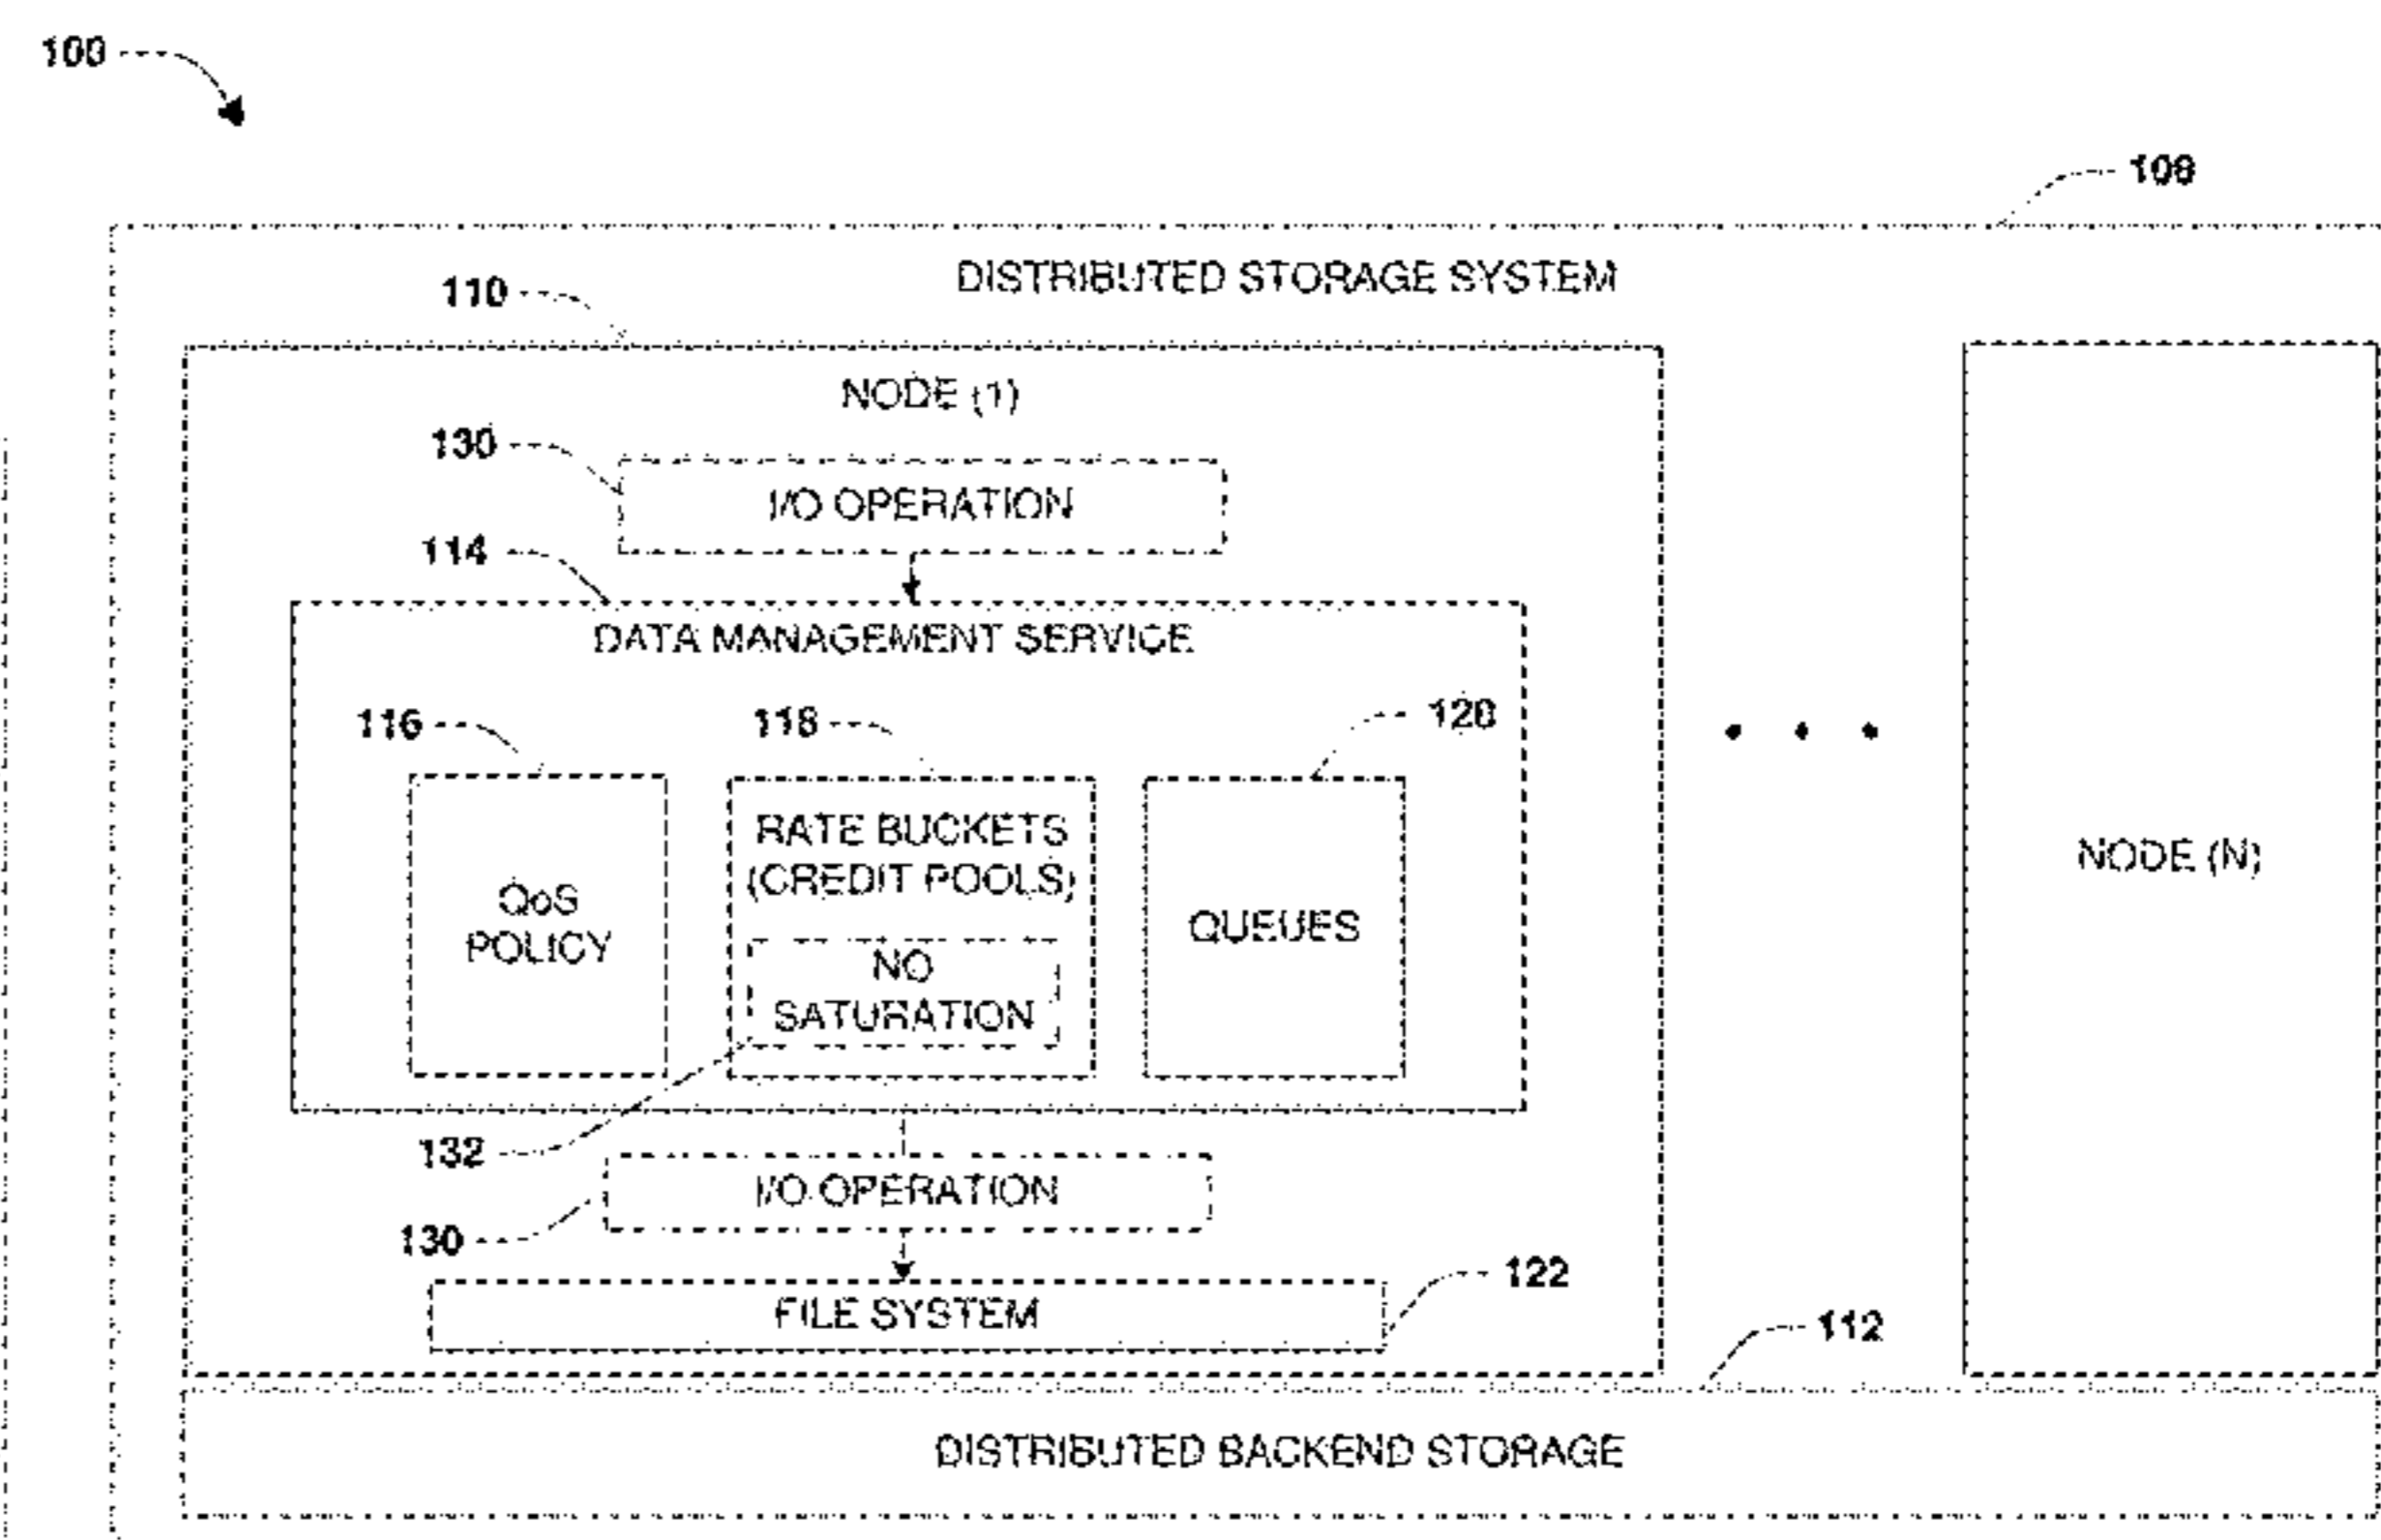 100
108
DISTRIBUTED STORAGE SYSTEM
110
NODE (1)
130
I/O OPERATION
114
DATA MANAGEMENT SERVICE
116
118
120
QoS
POLICY
RATE BUCKETS
(CREDIT POOLS)
NO
SATURATION
QUEUES
NODE (N)
132
I/O OPERATION
130
FILE SYSTEM
122
112
DISTRIBUTED BACKEND STORAGE